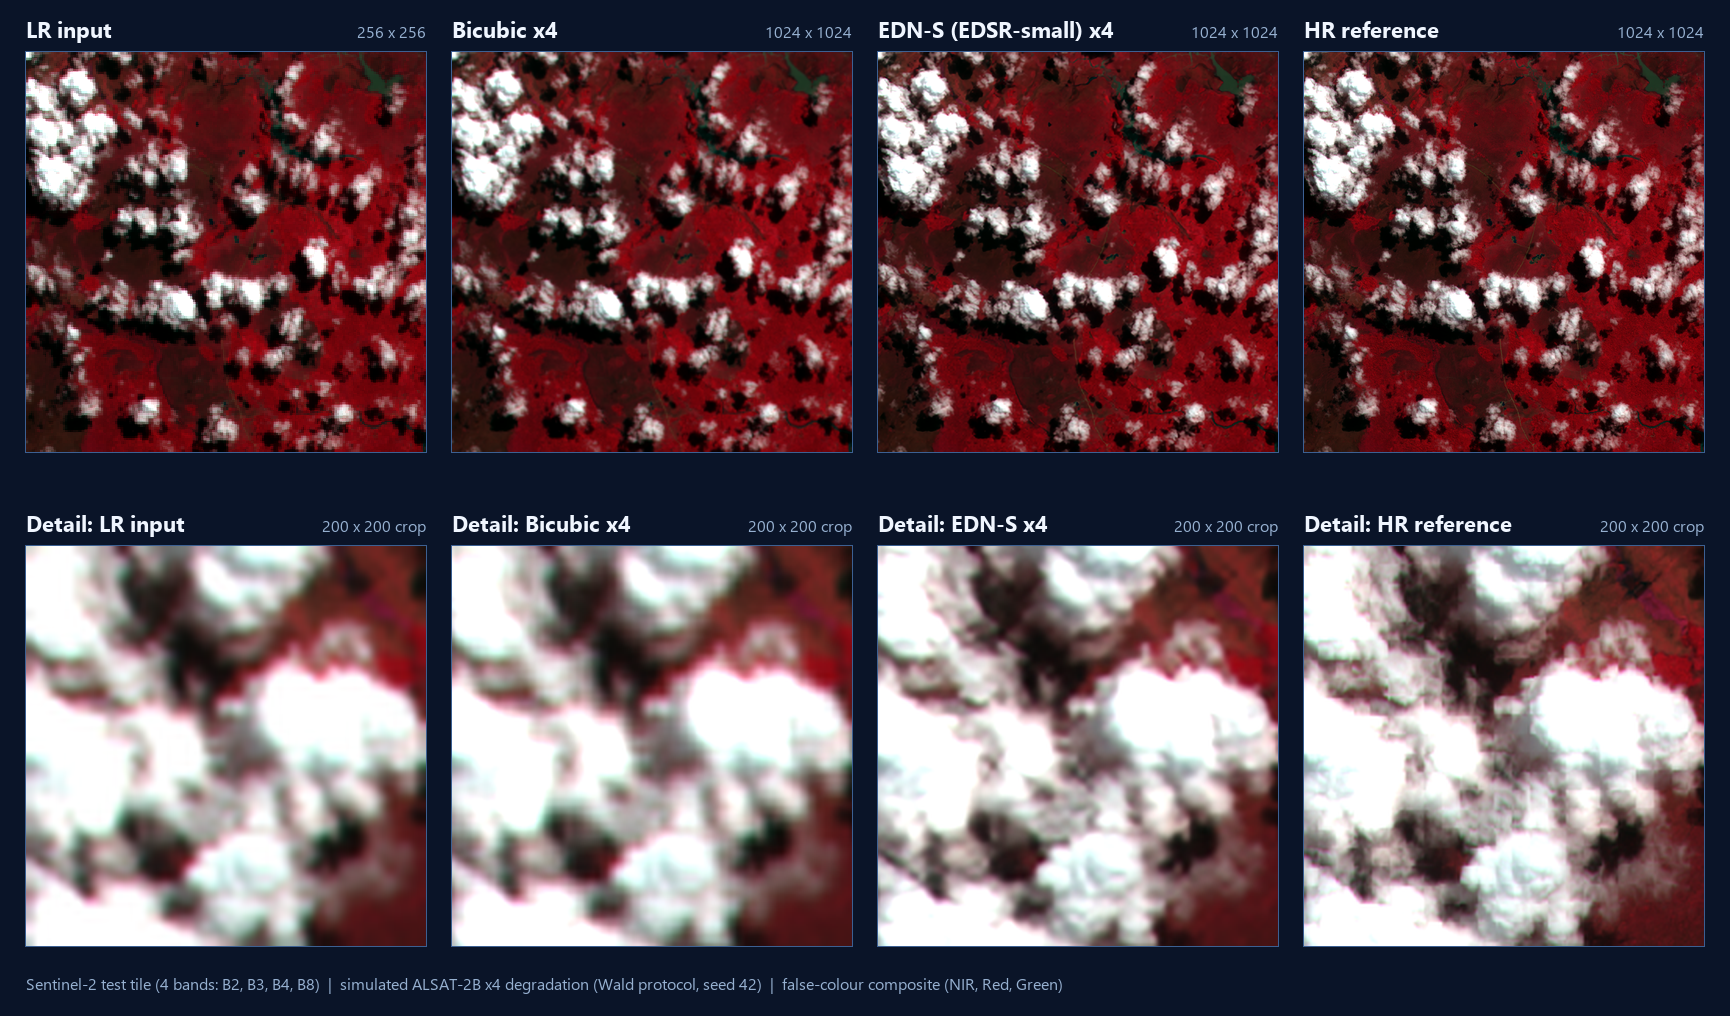 LR input 256 x 256 Bicubic x4 1024 x 1024 EDN-S (EDSR-small) x4 1024 x 1024 HR reference 1024 x 1024
Detail: LR input 200 x 200 crop Detail: Bicubic x4 200 x 200 crop Detail: EDN-S x4 200 x 200 crop Detail: HR reference 200 x 200 crop
Sentinel-2 test tile (4 bands: B2, B3, B4, B8) | simulated ALSAT-2B x4 degradation (Wald protocol, seed 42) | false-colour composite (NIR, Red, Green)